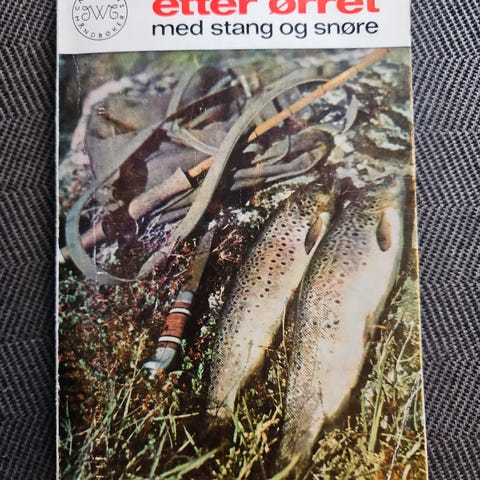 etter ørret
med stang og snøre